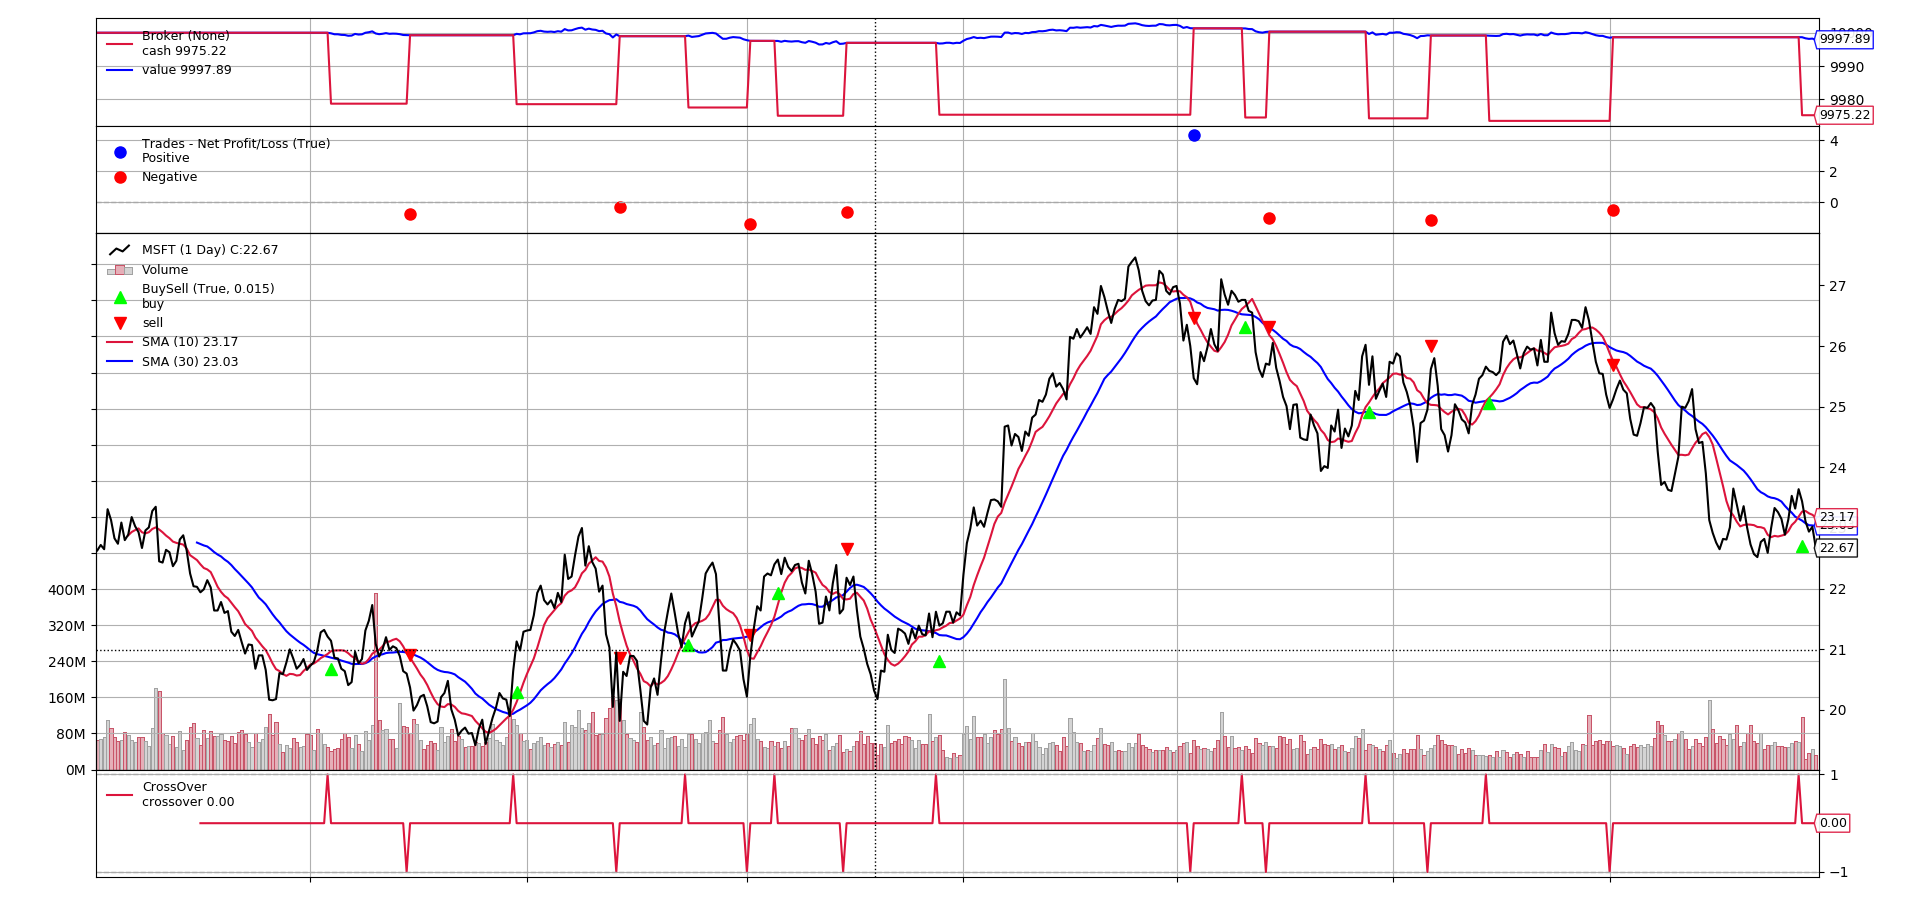 Broker (None)
cash 9975.22
value 9997.89
9997.89
9990
9980
9975.22
Trades - Net Profit/Loss (True)
Positive
Negative
4
2
0
MSFT (1 Day) C:22.67
Volume
BuySell (True, 0.015)
buy
sell
SMA (10) 23.17
SMA (30) 23.03
27
26
25
24
23.17
22.67
22
21
20
400M
320M
240M
160M
80M
0M
CrossOver
crossover 0.00
1
0.00
−1